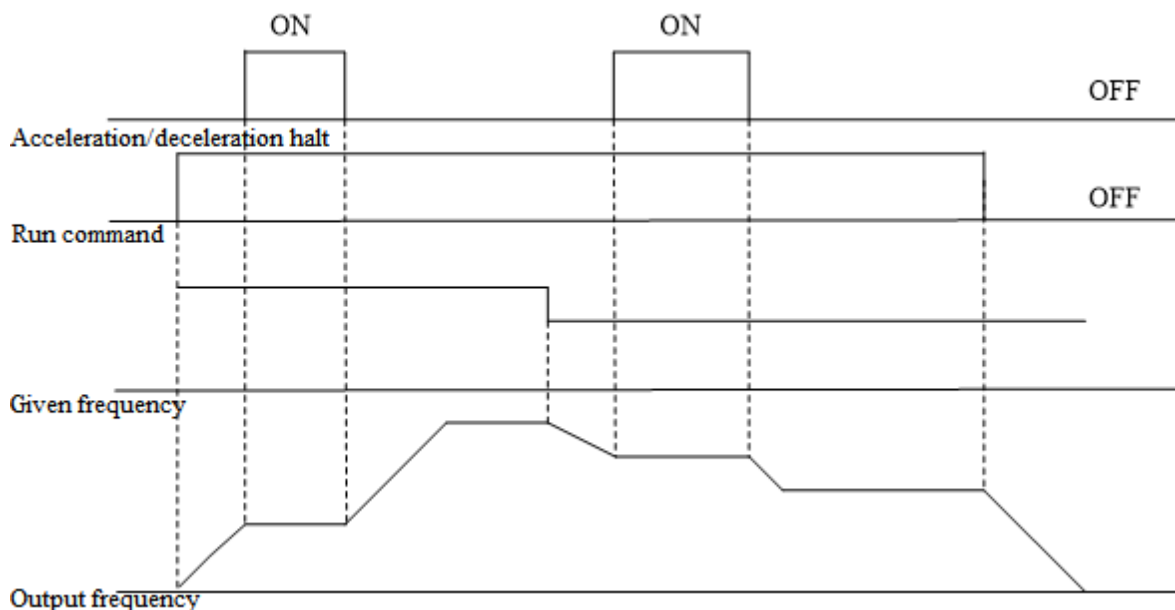 ON
ON
OFF
Acceleration/deceleration halt
OFF
Run command
Given frequency
Output frequency